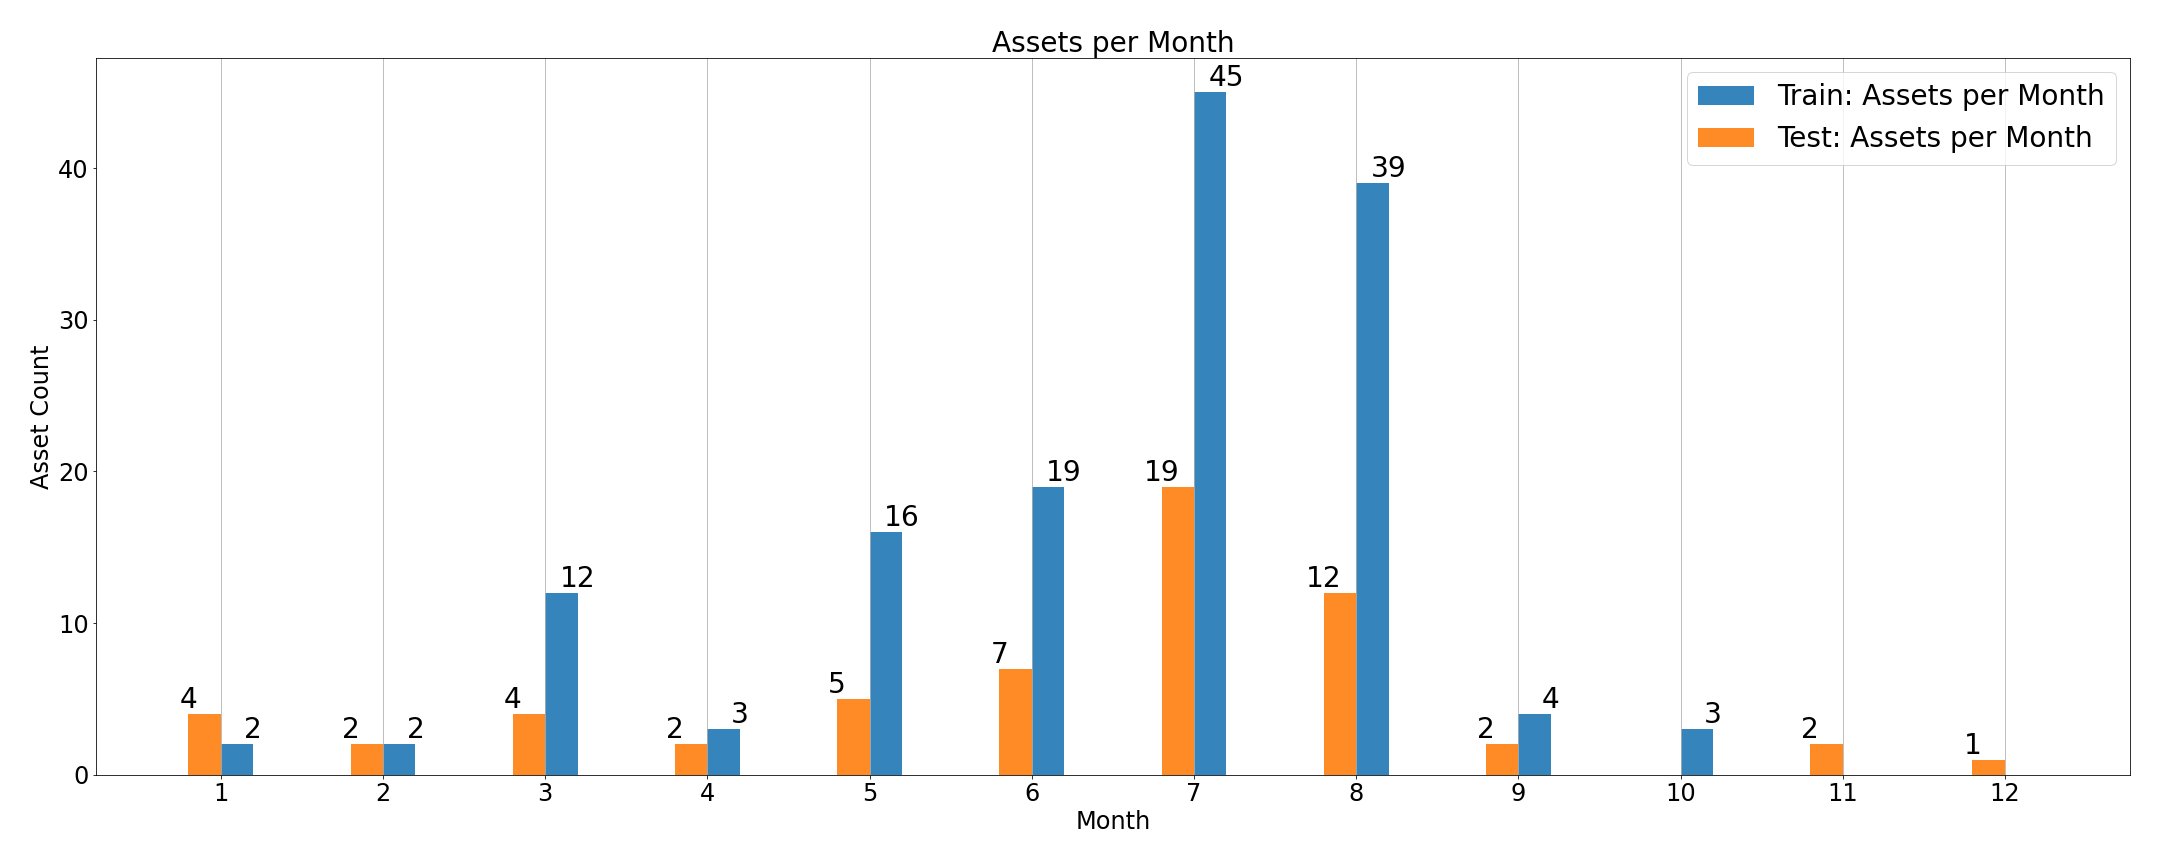 Assets per Month
Train: Assets per Month
Test: Assets per Month
Asset Count
40
30
20
10
0
4 2
2 2
4 12
2 3
5 16
7 19
19 45
12 39
2 4
3
2
1
1 2 3 4 5 6 7 8 9 10 11 12
Month